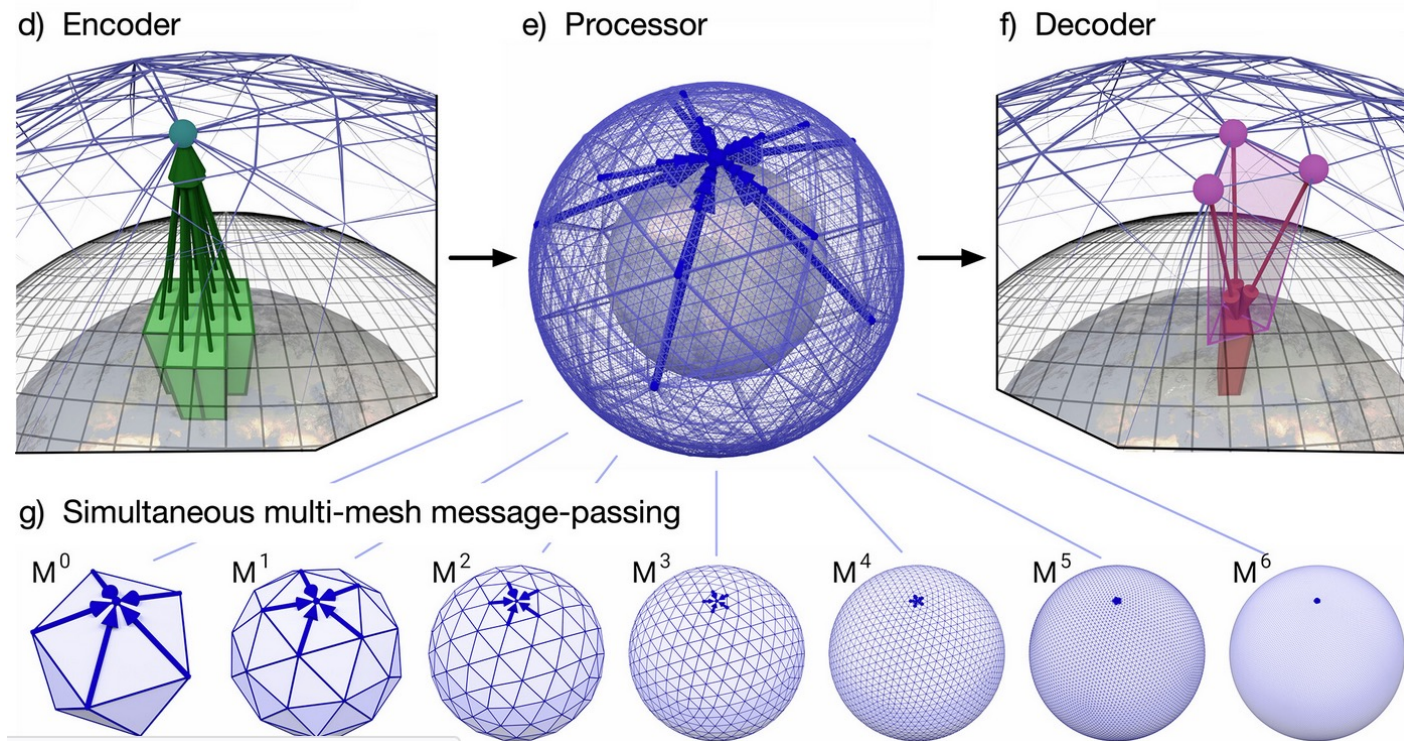 d) Encoder
e) Processor
f) Decoder
g) Simultaneous multi-mesh message-passing
M⁰ M¹ M² M³ M⁴ M⁵ M⁶